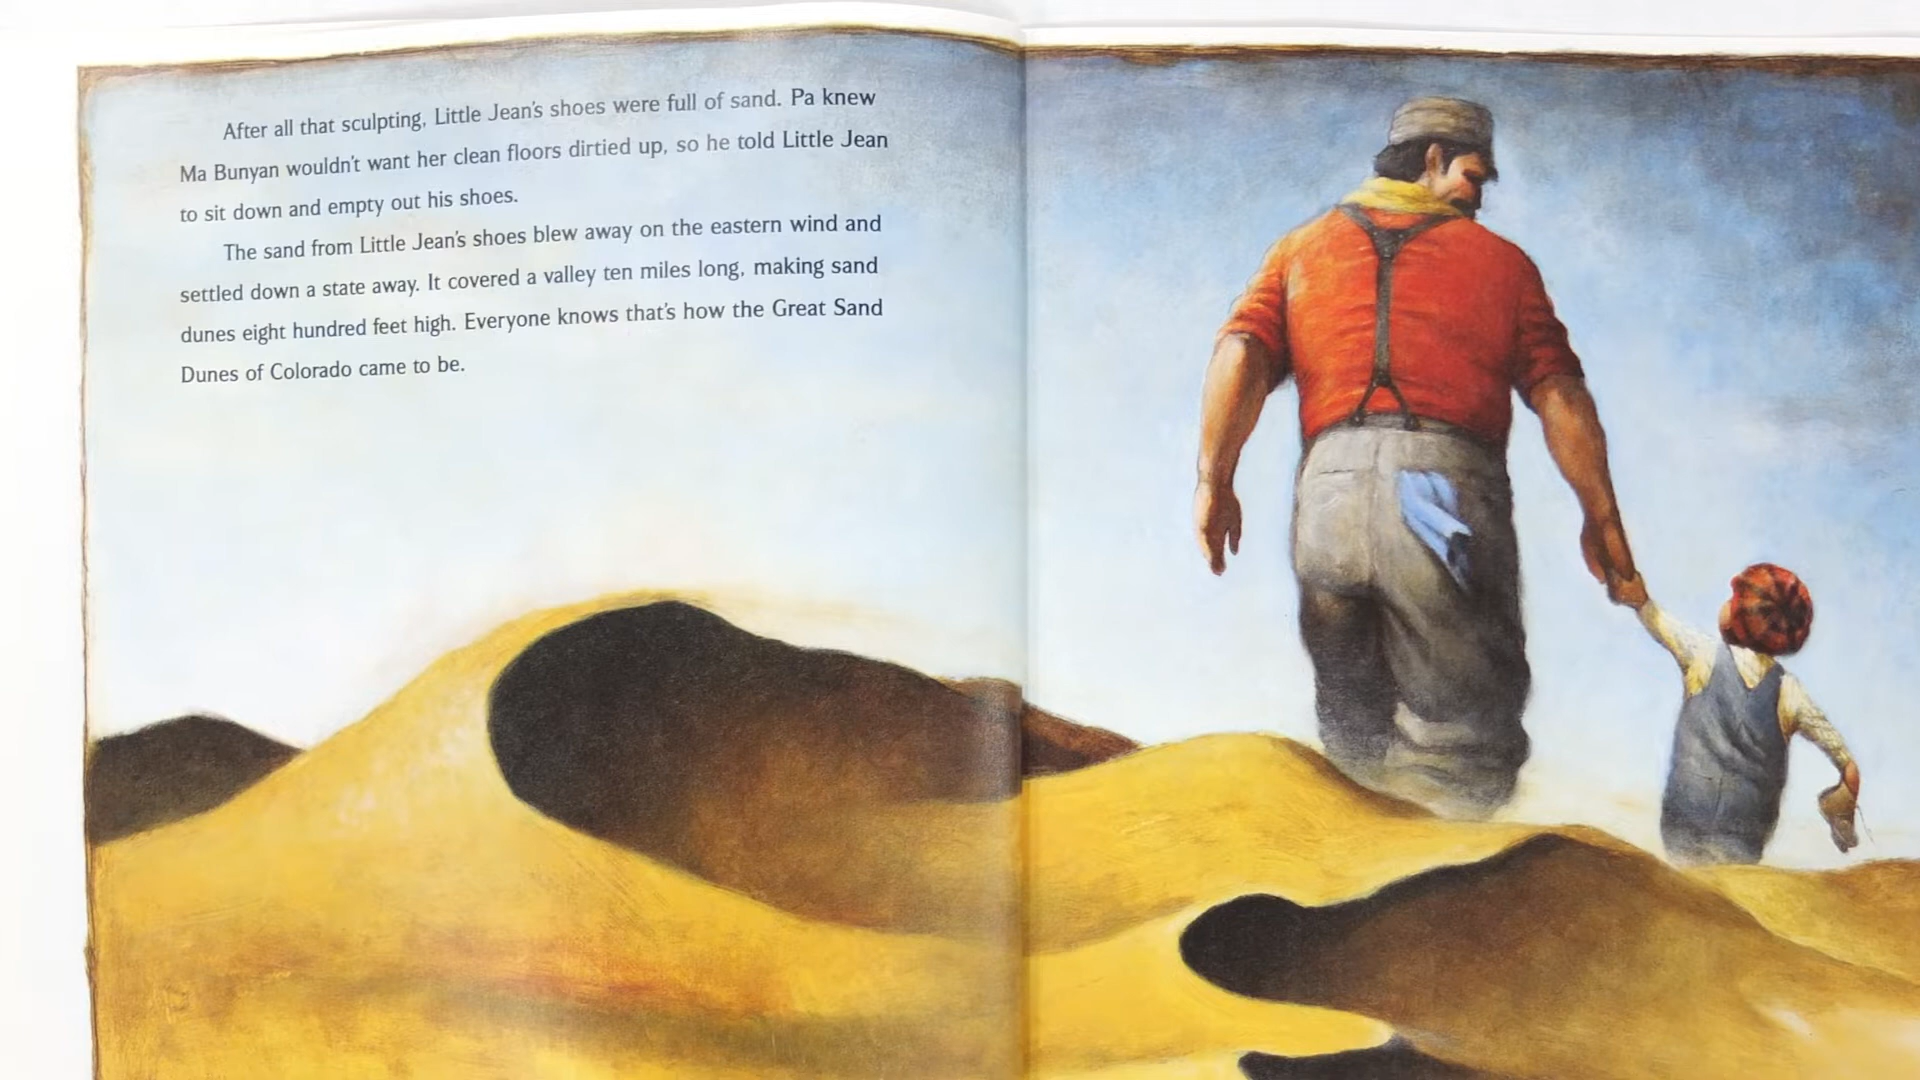 After all that sculpting, Little Jean's shoes were full of sand. Pa knew
Ma Bunyan wouldn't want her clean floors dirtied up, so he told Little Jean
to sit down and empty out his shoes.
The sand from Little Jean's shoes blew away on the eastern wind and
settled down a state away. It covered a valley ten miles long, making sand
dunes eight hundred feet high. Everyone knows that's how the Great Sand
Dunes of Colorado came to be.